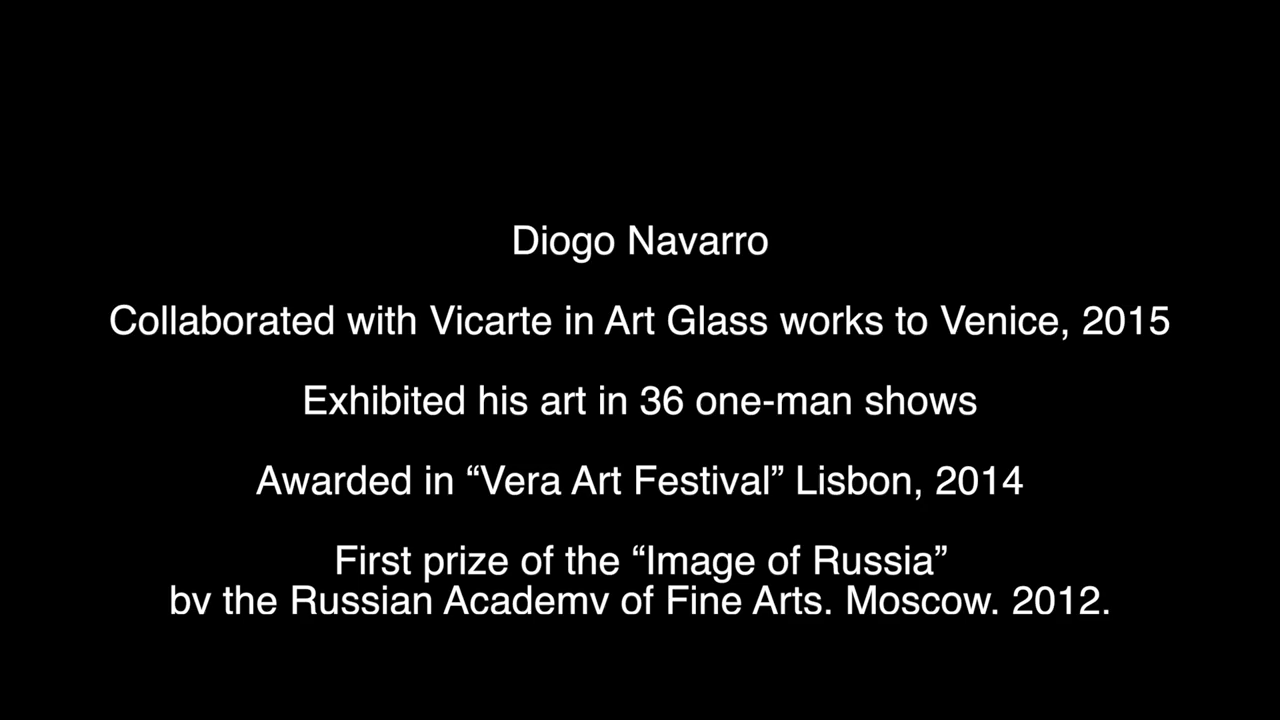 Diogo Navarro
Collaborated with Vicarte in Art Glass works to Venice, 2015
Exhibited his art in 36 one-man shows
Awarded in “Vera Art Festival” Lisbon, 2014
First prize of the “Image of Russia”
by the Russian Academy of Fine Arts. Moscow. 2012.